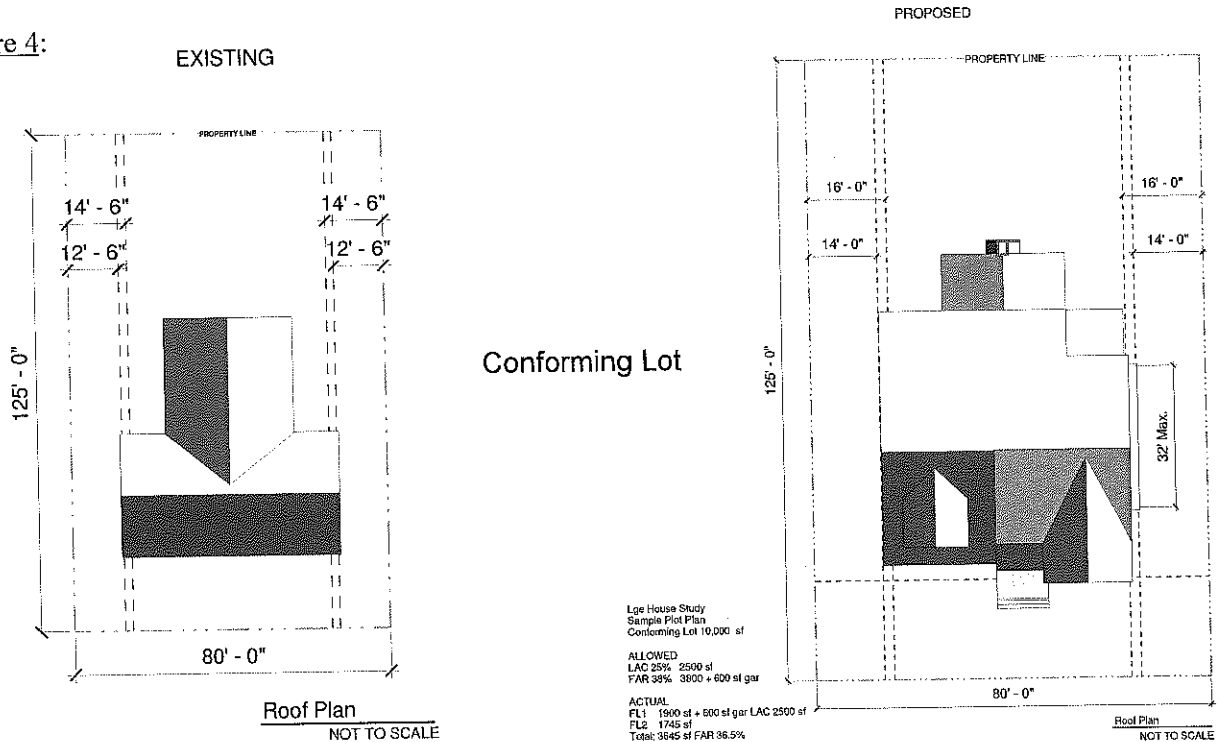 re 4:
EXISTING
PROPERTY LINE
14' - 6"
14' - 6"
12' - 6"
12' - 6"
125' - 0"
80' - 0"
Roof Plan
NOT TO SCALE
Conforming Lot
PROPOSED
PROPERTY LINE
16' - 0"
16' - 0"
14' - 0"
14' - 0"
125' - 0"
32' Max.
80' - 0"
Lge House Study
Sample Plot Plan
Conforming Lot 10,000 sf
ALLOWED
LAC 25% 2500 sf
FAR 38% 3800 + 600 sf gar
ACTUAL
FL1 1900 sf + 600 sf gar LAC 2500 sf
FL2 1745 sf
Total: 3645 sf FAR 36.5%
Roof Plan
NOT TO SCALE